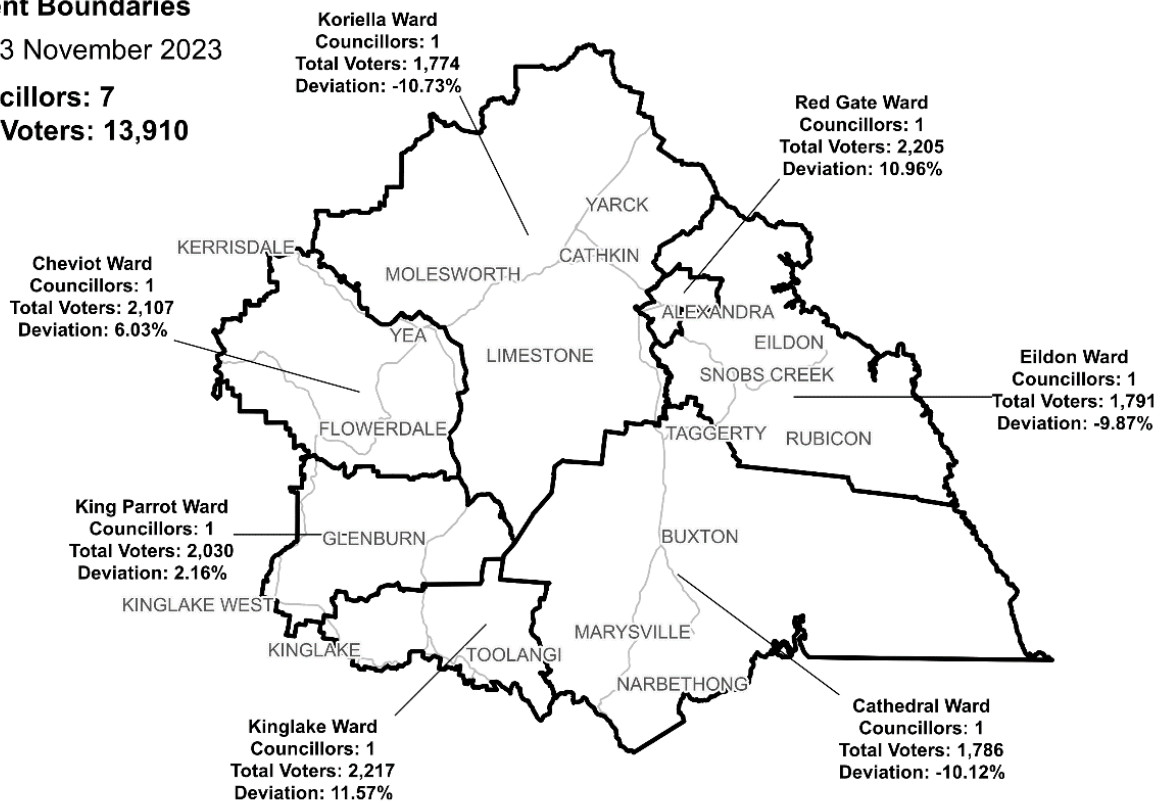 ent Boundaries
3 November 2023
cillors: 7
Voters: 13,910
Koriella Ward
Councillors: 1
Total Voters: 1,774
Deviation: -10.73%
Red Gate Ward
Councillors: 1
Total Voters: 2,205
Deviation: 10.96%
YARCK
KERRISDALE
CATHKIN
MOLESWORTH
Cheviot Ward
Councillors: 1
Total Voters: 2,107
Deviation: 6.03%
ALEXANDRA
YEA
EILDON
LIMESTONE
SNOBS CREEK
Eildon Ward
Councillors: 1
Total Voters: 1,791
Deviation: -9.87%
FLOWERDALE
TAGGERTY
RUBICON
King Parrot Ward
Councillors: 1
Total Voters: 2,030
Deviation: 2.16%
GLENBURN
BUXTON
KINGLAKE WEST
MARYSVILLE
KINGLAKE
TOOLANGI
NARBETHONG
Kinglake Ward
Councillors: 1
Total Voters: 2,217
Deviation: 11.57%
Cathedral Ward
Councillors: 1
Total Voters: 1,786
Deviation: -10.12%